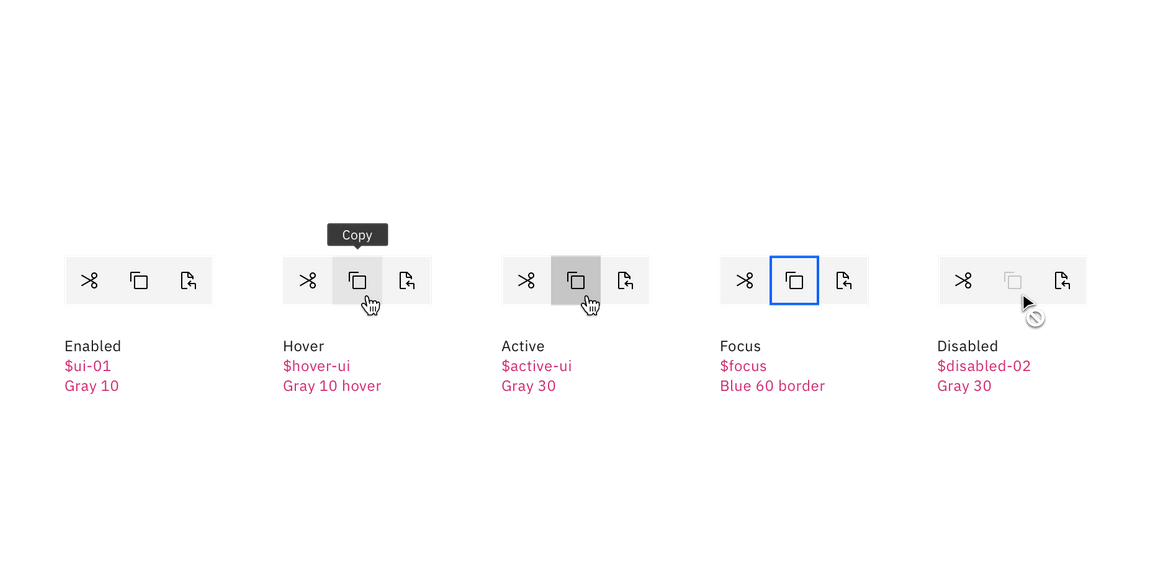 Copy
Enabled
$ui-01
Gray 10
Hover
$hover-ui
Gray 10 hover
Active
$active-ui
Gray 30
Focus
$focus
Blue 60 border
Disabled
$disabled-02
Gray 30